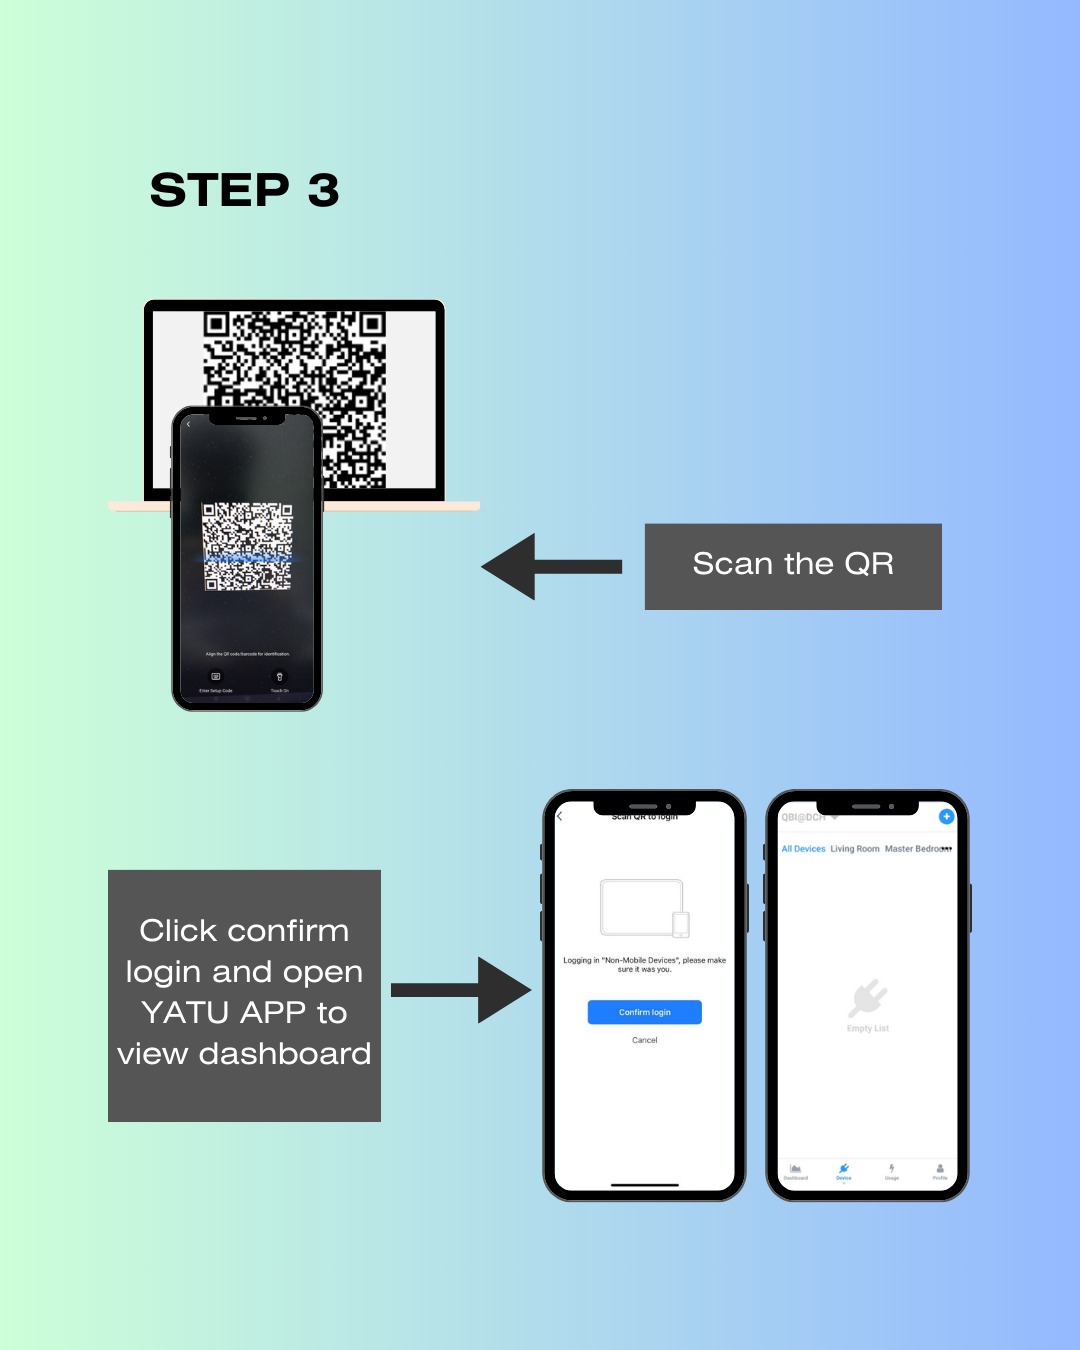 STEP 3
Align the QR code/barcode for identification.
Enter Setup Code
Touch On
Scan the QR
Click confirm
login and open
YATU APP to
view dashboard
Scan QR to login
Logging in "Non-Mobile Devices", please make
sure it was you.
Confirm login
Cancel
QBI@DCH
All Devices Living Room Master Bedroom
Empty List
Dashboard Device Usage Profile